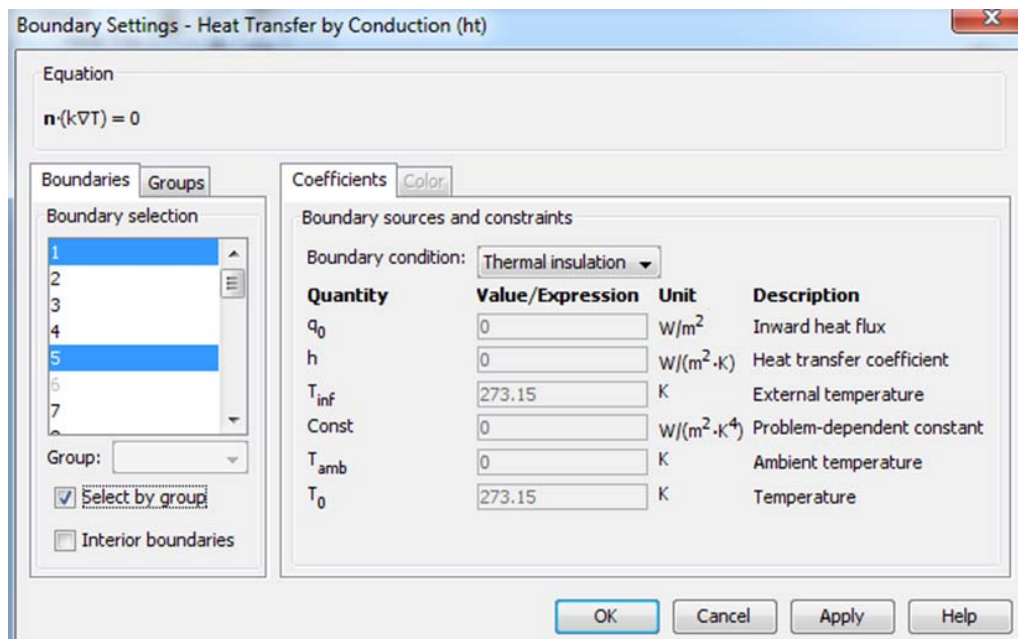 Boundary Settings - Heat Transfer by Conduction (ht)
Equation
n·(k∇T) = 0
Boundaries Groups
Boundary selection
1
2
3
4
5
6
7
Group:
Select by group
Interior boundaries
Coefficients Color
Boundary sources and constraints
Boundary condition: Thermal insulation
Quantity Value/Expression Unit Description
q₀ 0 W/m² Inward heat flux
h 0 W/(m²·K) Heat transfer coefficient
T_inf 273.15 K External temperature
Const 0 W/(m²·K⁴) Problem-dependent constant
T_amb 0 K Ambient temperature
T₀ 273.15 K Temperature
OK Cancel Apply Help